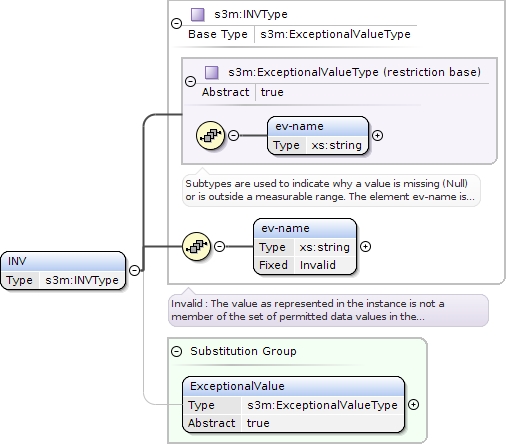 s3m:INVType
Base Type s3m:ExceptionalValueType
s3m:ExceptionalValueType (restriction base)
Abstract true
ev-name
Type xs:string
Subtypes are used to indicate why a value is missing (Null)
or is outside a measurable range. The element ev-name is...
ev-name
Type xs:string
Fixed Invalid
INV
Type s3m:INVType
Invalid : The value as represented in the instance is not a
member of the set of permitted data values in the...
Substitution Group
ExceptionalValue
Type s3m:ExceptionalValueType
Abstract true